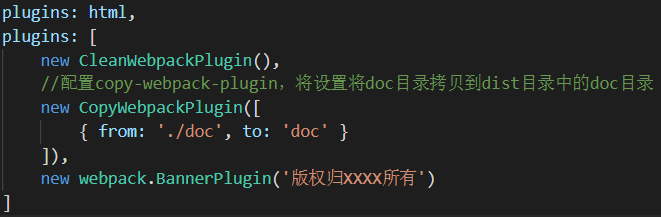 plugins: html,
plugins: [
new CleanWebpackPlugin(),
//配置copy-webpack-plugin，将设置将doc目录拷贝到dist目录中的doc目录
new CopyWebpackPlugin([
{ from: './doc', to: 'doc' }
]),
new webpack.BannerPlugin('版权归XXXX所有')
]